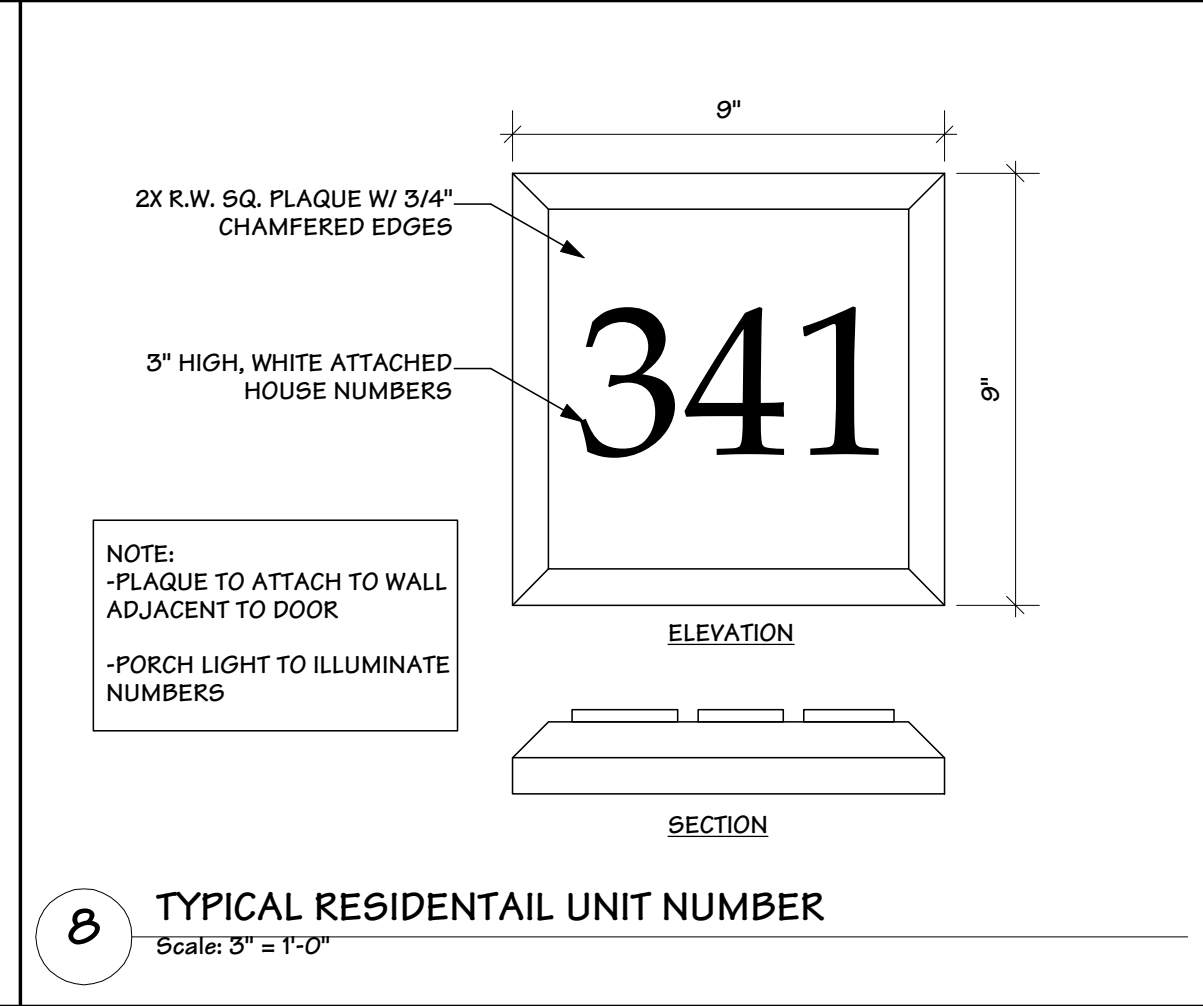 9"
2X R.W. SQ. PLAQUE W/ 3/4"
CHAMFERED EDGES
341
3" HIGH, WHITE ATTACHED
HOUSE NUMBERS
9"
NOTE:
-PLAQUE TO ATTACH TO WALL
ADJACENT TO DOOR
-PORCH LIGHT TO ILLUMINATE
NUMBERS
ELEVATION
SECTION
8
TYPICAL RESIDENTAIL UNIT NUMBER
Scale: 3" = 1'-0"